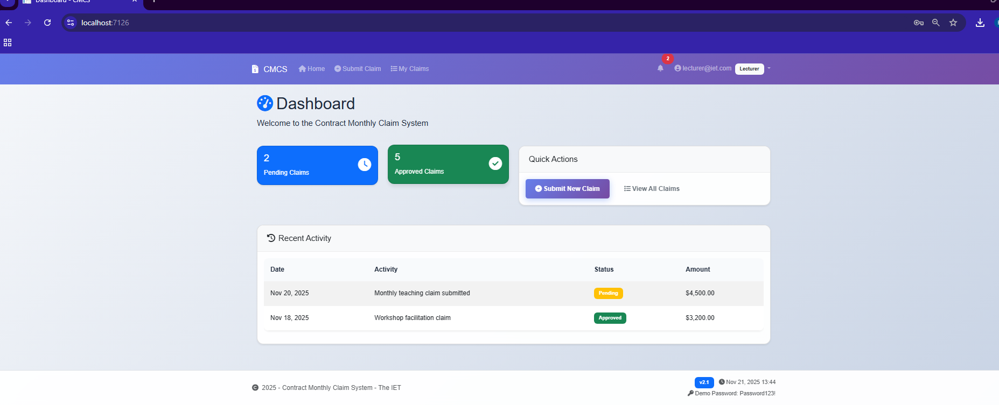 Dashboard - CMCS
localhost:7126
CMCS Home Submit Claim My Claims 2 lecturer@iet.com Lecturer
Dashboard
Welcome to the Contract Monthly Claim System
2
Pending Claims
5
Approved Claims
Quick Actions
Submit New Claim View All Claims
Recent Activity
Date Activity Status Amount
Nov 20, 2025 Monthly teaching claim submitted Pending $4,500.00
Nov 18, 2025 Workshop facilitation claim Approved $3,200.00
© 2025 - Contract Monthly Claim System - The IET
v2.1 Nov 21, 2025 13:44
Demo Password: Password123!